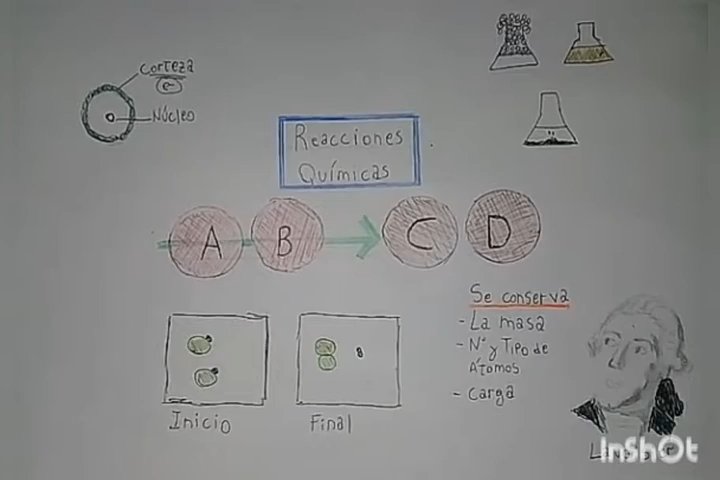 Corteza
e-
Núcleo
Reacciones
Químicas
A B C D
Se conserva
- La masa
- Nº y Tipo de
Átomos
- Carga
Inicio
Final
InShOt